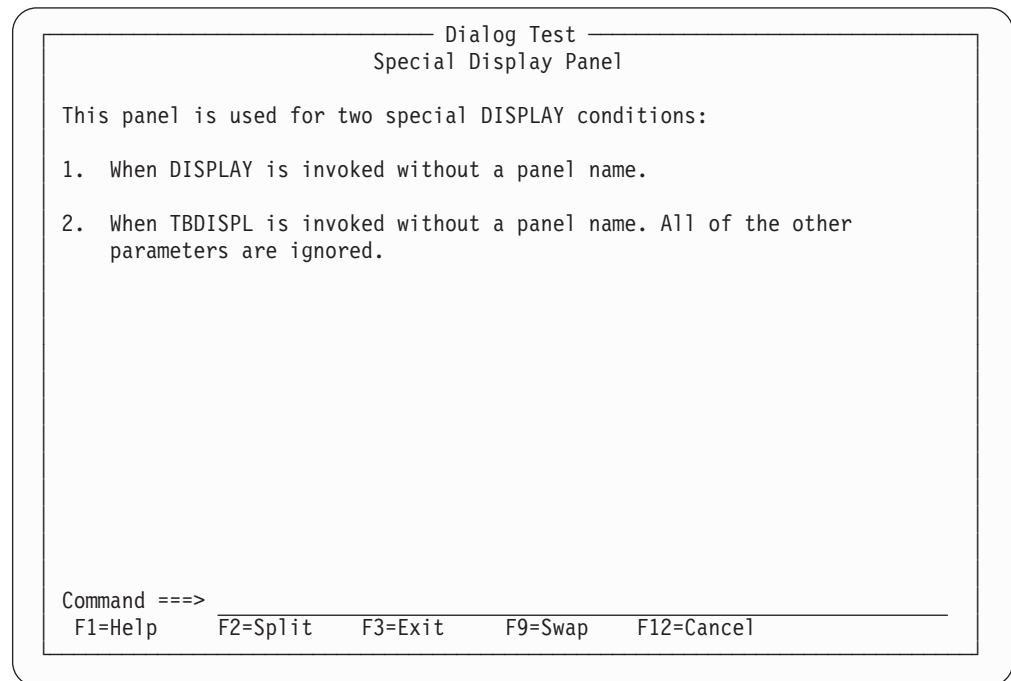 Dialog Test
Special Display Panel
This panel is used for two special DISPLAY conditions:
1. When DISPLAY is invoked without a panel name.
2. When TBDISPL is invoked without a panel name. All of the other
parameters are ignored.
Command ===>
F1=Help F2=Split F3=Exit F9=Swap F12=Cancel